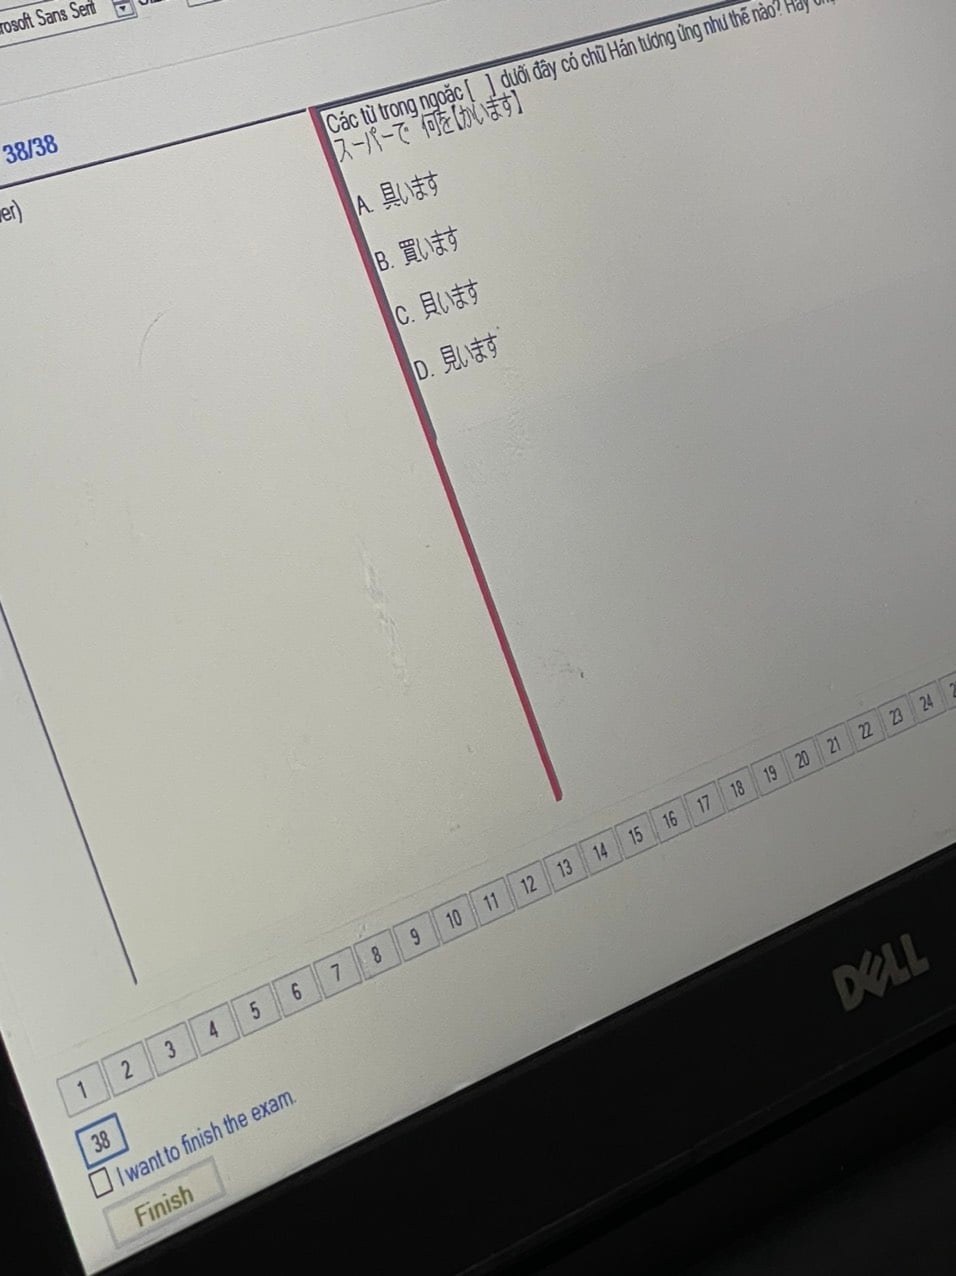 rosoft Sans Serif
38/38
er)
Các từ trong ngoặc [ ] dưới đây có chữ Hán tương ứng như thế nào? Hãy
スーパーで 何を【かいます】
A. 具います
B. 買います
C. 貝います
D. 見います
1 2 3 4 5 6 7 8 9 10 11 12 13 14 15 16 17 18 19 20 21 22 23 24
38
I want to finish the exam.
Finish
DELL